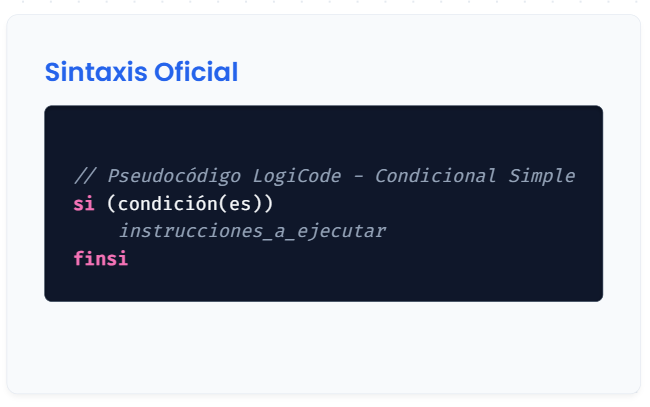 Sintaxis Oficial
// Pseudocódigo LogiCode - Condicional Simple
si (condición(es))
instrucciones_a_ejecutar
finsi